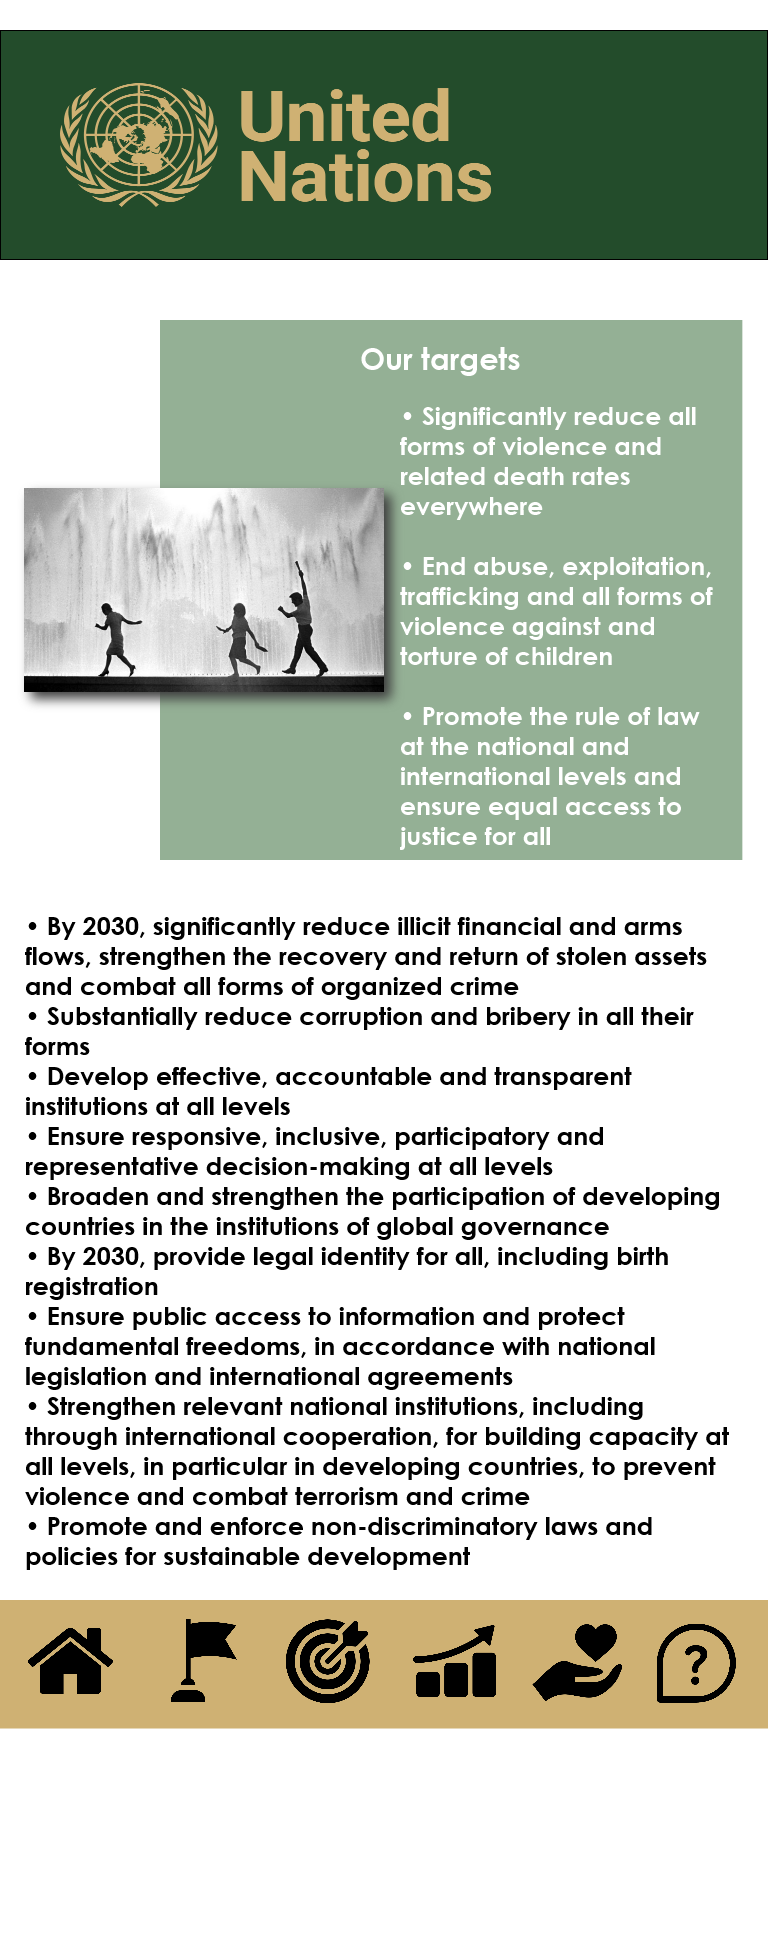 United
Nations
Our targets
• Significantly reduce all
forms of violence and
related death rates
everywhere
• End abuse, exploitation,
trafficking and all forms of
violence against and
torture of children
• Promote the rule of law
at the national and
international levels and
ensure equal access to
justice for all
• By 2030, significantly reduce illicit financial and arms
flows, strengthen the recovery and return of stolen assets
and combat all forms of organized crime
• Substantially reduce corruption and bribery in all their
forms
• Develop effective, accountable and transparent
institutions at all levels
• Ensure responsive, inclusive, participatory and
representative decision-making at all levels
• Broaden and strengthen the participation of developing
countries in the institutions of global governance
• By 2030, provide legal identity for all, including birth
registration
• Ensure public access to information and protect
fundamental freedoms, in accordance with national
legislation and international agreements
• Strengthen relevant national institutions, including
through international cooperation, for building capacity at
all levels, in particular in developing countries, to prevent
violence and combat terrorism and crime
• Promote and enforce non-discriminatory laws and
policies for sustainable development
?